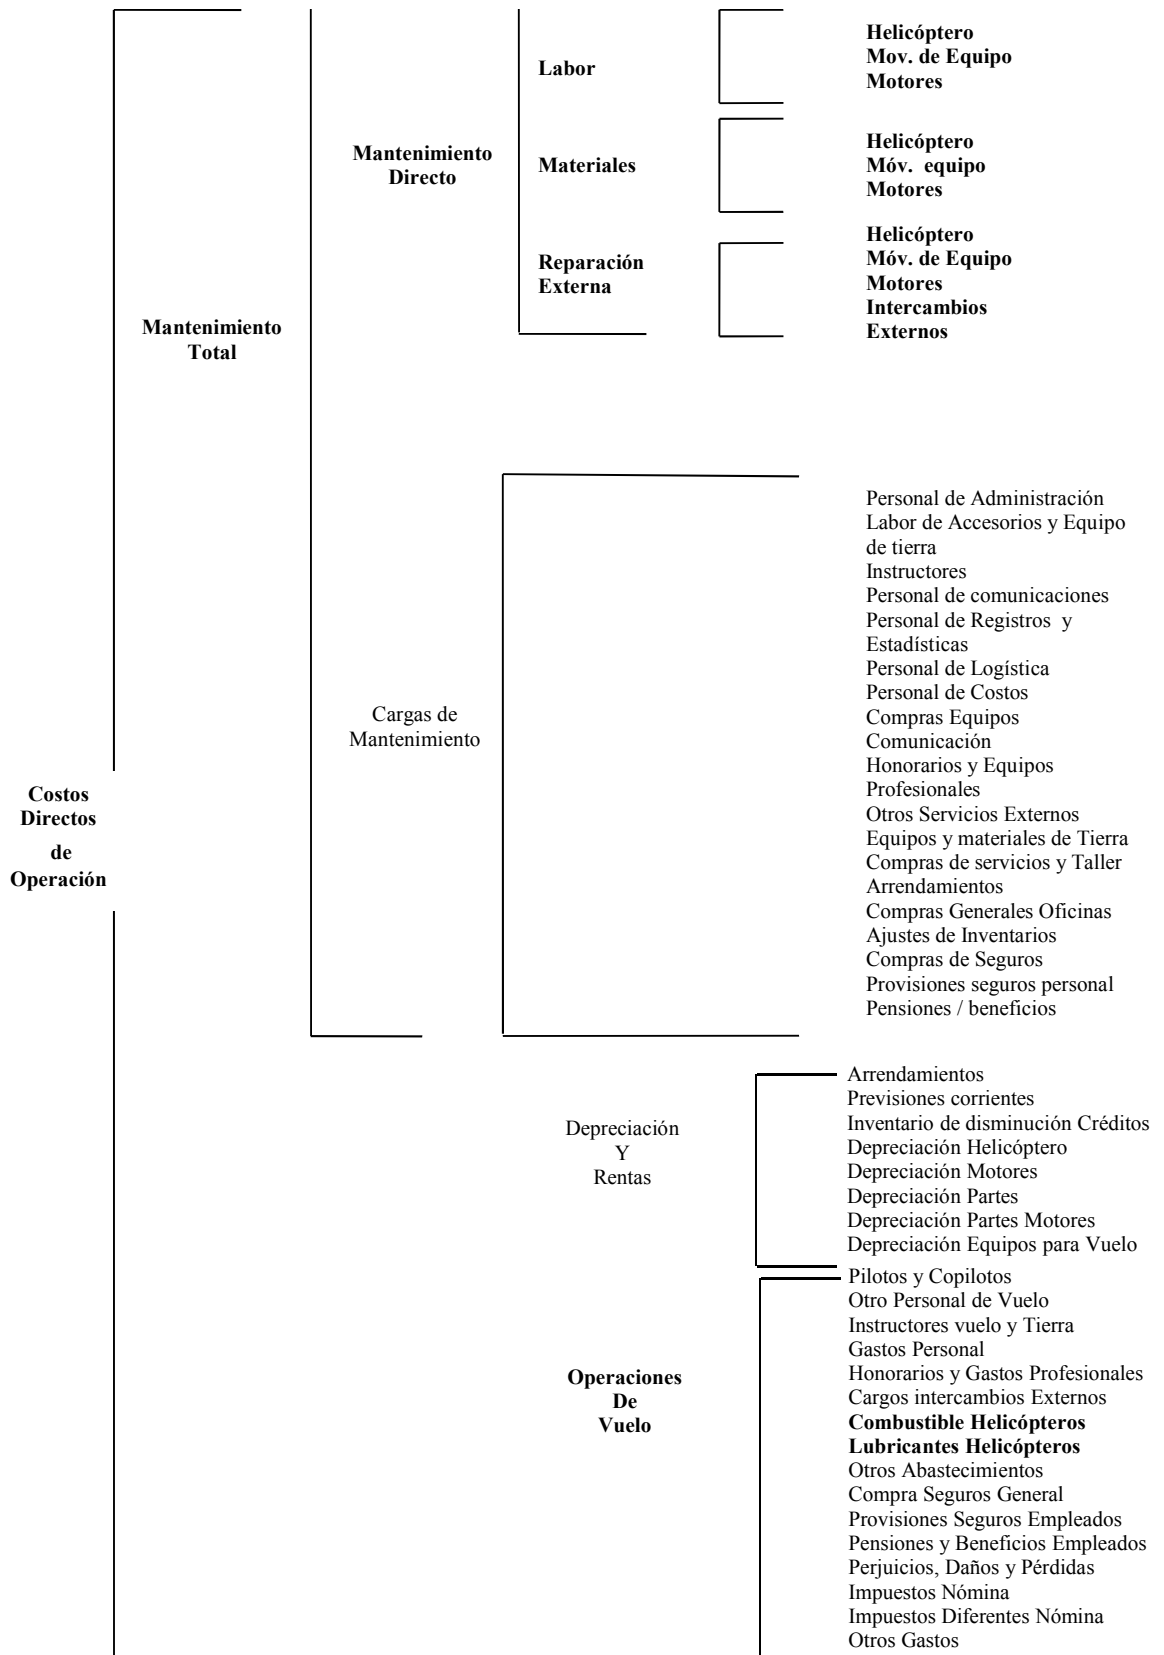 Costos
Directos
de
Operación
Mantenimiento
Total
Mantenimiento
Directo
Labor
Helicóptero
Mov. de Equipo
Motores
Materiales
Helicóptero
Móv.  equipo
Motores
Reparación
Externa
Helicóptero
Móv. de Equipo
Motores
Intercambios
Externos
Cargas de
Mantenimiento
Personal de Administración
Labor de Accesorios y Equipo
de tierra
Instructores
Personal de comunicaciones
Personal de Registros  y
Estadísticas
Personal de Logística
Personal de Costos
Compras Equipos
Comunicación
Honorarios y Equipos
Profesionales
Otros Servicios Externos
Equipos y materiales de Tierra
Compras de servicios y Taller
Arrendamientos
Compras Generales Oficinas
Ajustes de Inventarios
Compras de Seguros
Provisiones seguros personal
Pensiones / beneficios
Depreciación
Y
Rentas
Arrendamientos
Previsiones corrientes
Inventario de disminución Créditos
Depreciación Helicóptero
Depreciación Motores
Depreciación Partes
Depreciación Partes Motores
Depreciación Equipos para Vuelo
Operaciones
De
Vuelo
Pilotos y Copilotos
Otro Personal de Vuelo
Instructores vuelo y Tierra
Gastos Personal
Honorarios y Gastos Profesionales
Cargos intercambios Externos
Combustible Helicópteros
Lubricantes Helicópteros
Otros Abastecimientos
Compra Seguros General
Provisiones Seguros Empleados
Pensiones y Beneficios Empleados
Perjuicios, Daños y Pérdidas
Impuestos Nómina
Impuestos Diferentes Nómina
Otros Gastos